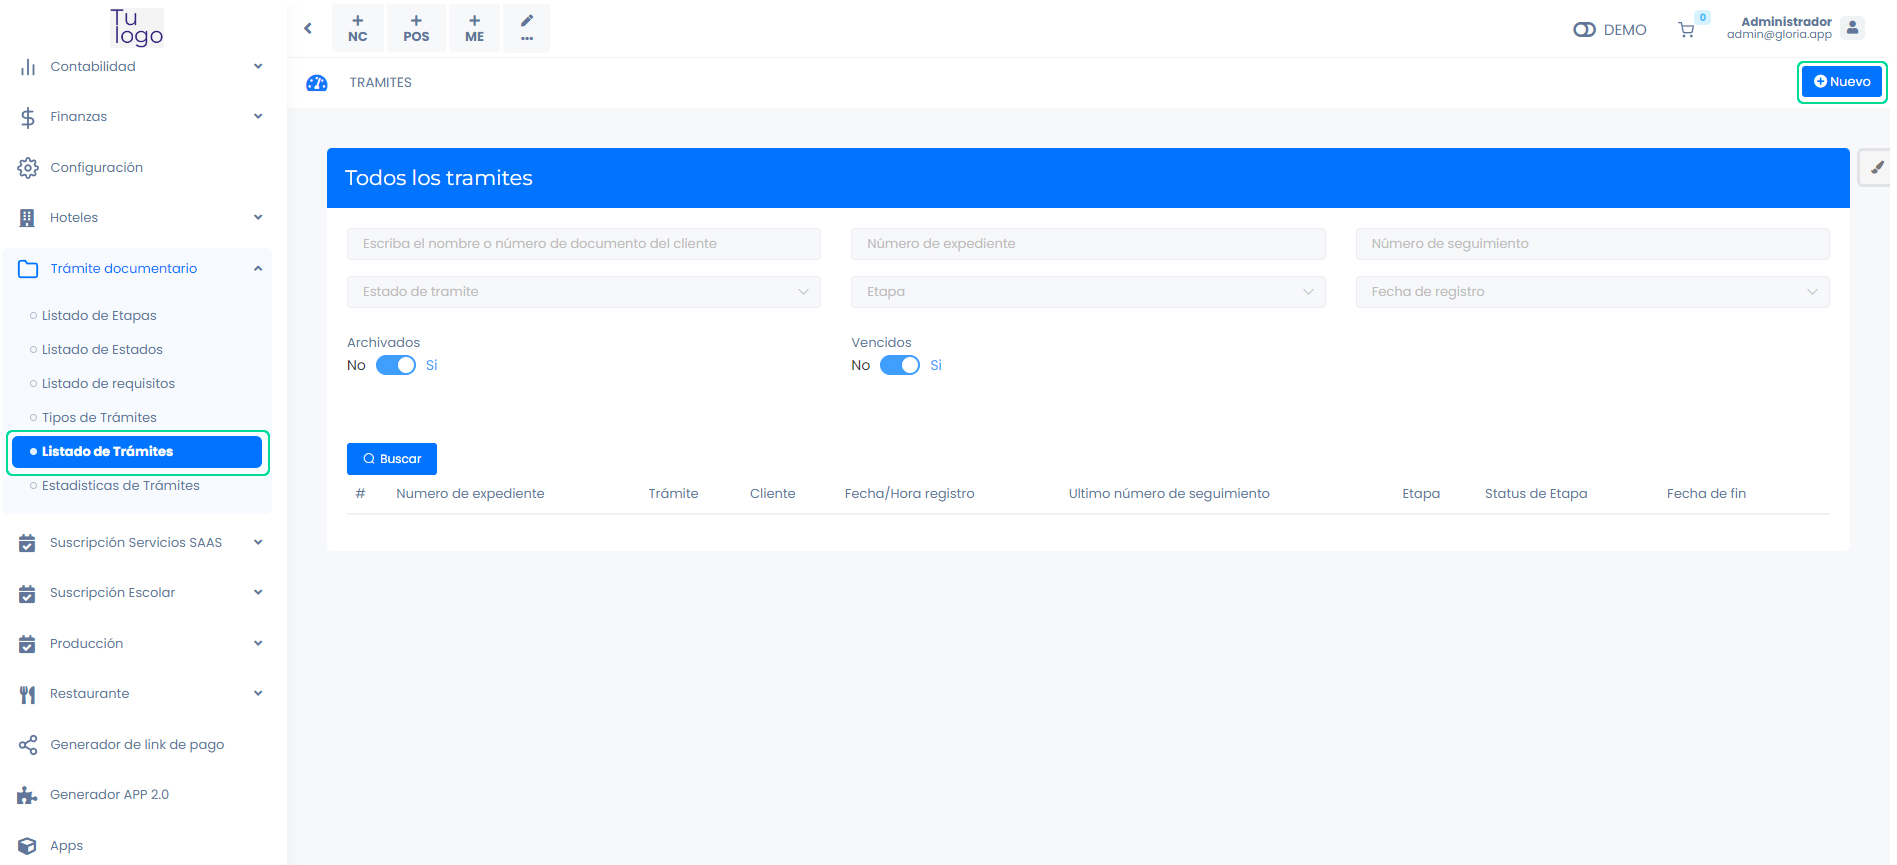 Tu
logo
Contabilidad
Finanzas
Configuración
Hoteles
Trámite documentario
Listado de Etapas
Listado de Estados
Listado de requisitos
Tipos de Trámites
Listado de Trámites
Estadisticas de Trámites
Suscripción Servicios SAAS
Suscripción Escolar
Producción
Restaurante
Generador de link de pago
Generador APP 2.0
Apps
NC POS ME ...
DEMO 0 Administrador
admin@gloria.app
TRAMITES Nuevo
Todos los tramites
Escriba el nombre o número de documento del cliente Número de expediente Número de seguimiento
Estado de tramite Etapa Fecha de registro
Archivados Vencidos
No Si No Si
Buscar
# Numero de expediente Trámite Cliente Fecha/Hora registro Ultimo número de seguimiento Etapa Status de Etapa Fecha de fin